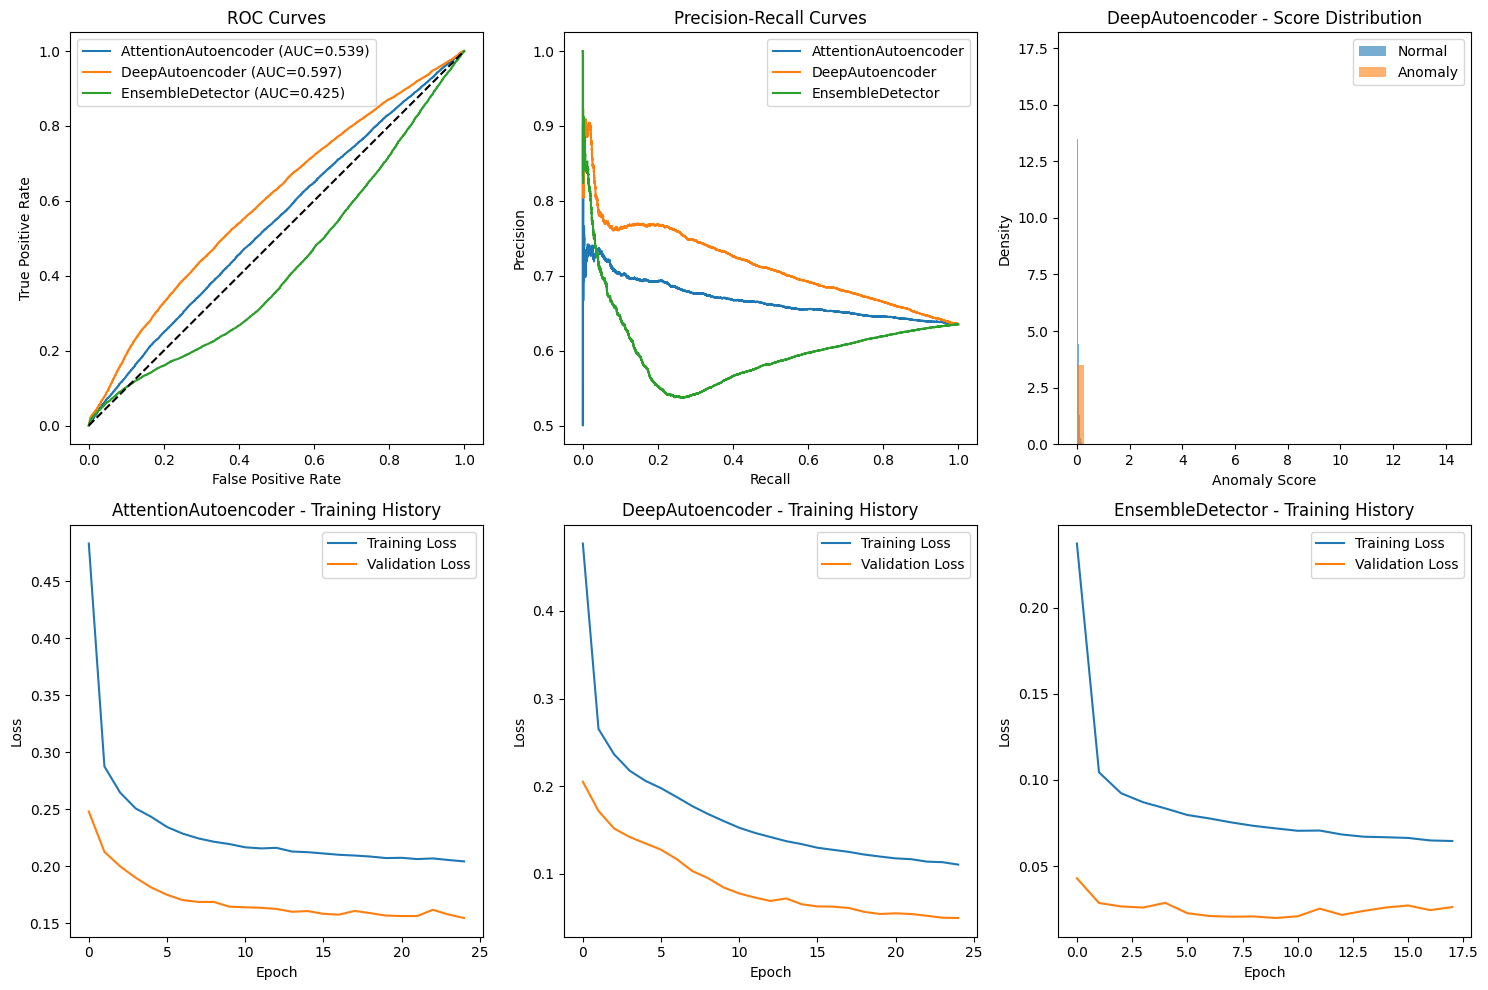 ROC Curves
AttentionAutoencoder (AUC=0.539)
DeepAutoencoder (AUC=0.597)
EnsembleDetector (AUC=0.425)
1.0
0.8
0.6
0.4
0.2
0.0
True Positive Rate
0.0 0.2 0.4 0.6 0.8 1.0
False Positive Rate
Precision-Recall Curves
AttentionAutoencoder
DeepAutoencoder
EnsembleDetector
1.0
0.9
0.8
0.7
0.6
0.5
Precision
0.0 0.2 0.4 0.6 0.8 1.0
Recall
DeepAutoencoder - Score Distribution
Normal
Anomaly
17.5
15.0
12.5
10.0
7.5
5.0
2.5
0.0
Density
0 2 4 6 8 10 12 14
Anomaly Score
AttentionAutoencoder - Training History
Training Loss
Validation Loss
0.45
0.40
0.35
0.30
0.25
0.20
0.15
Loss
0 5 10 15 20 25
Epoch
DeepAutoencoder - Training History
Training Loss
Validation Loss
0.4
0.3
0.2
0.1
Loss
0 5 10 15 20 25
Epoch
EnsembleDetector - Training History
Training Loss
Validation Loss
0.20
0.15
0.10
0.05
Loss
0.0 2.5 5.0 7.5 10.0 12.5 15.0 17.5
Epoch